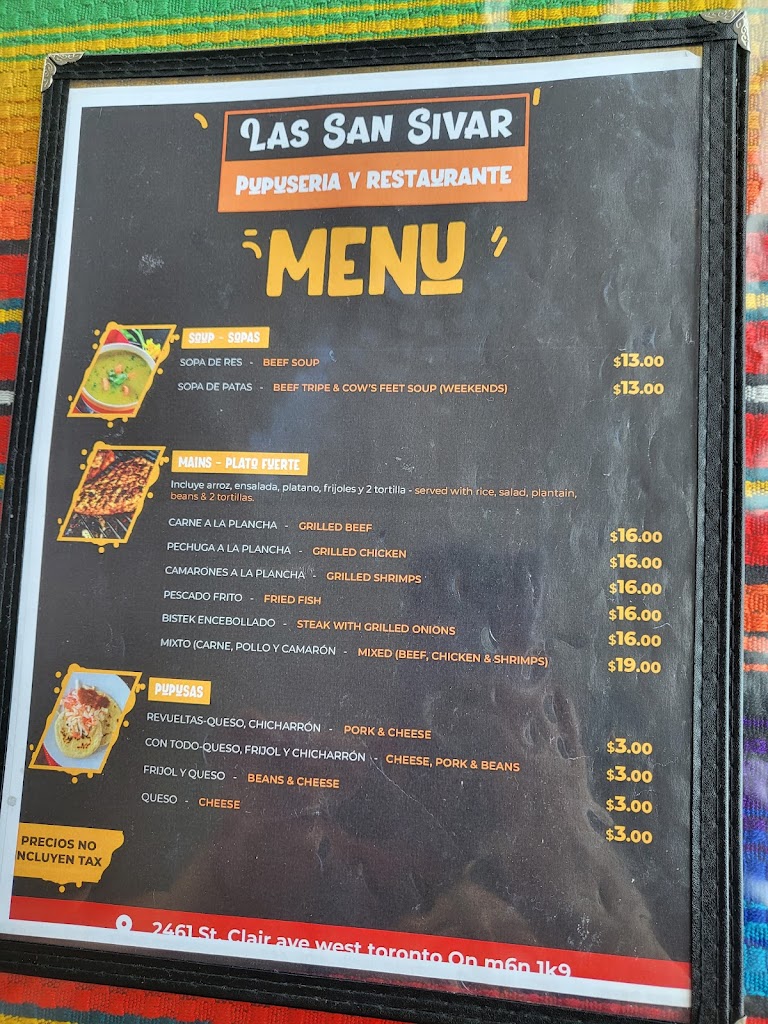 LAS SAN SIVAR
PUPUSERIA Y RESTAURANTE
MENU
SOUP - SOPAS
SOPA DE RES - BEEF SOUP $13.00
SOPA DE PATAS - BEEF TRIPE & COW'S FEET SOUP (WEEKENDS) $13.00
MAINS - PLATO FUERTE
Incluye arroz, ensalada, platano, frijoles y 2 tortilla - served with rice, salad, plantain,
beans & 2 tortillas.
CARNE A LA PLANCHA - GRILLED BEEF $16.00
PECHUGA A LA PLANCHA - GRILLED CHICKEN $16.00
CAMARONES A LA PLANCHA - GRILLED SHRIMPS $16.00
PESCADO FRITO - FRIED FISH $16.00
BISTEK ENCEBOLLADO - STEAK WITH GRILLED ONIONS $16.00
MIXTO (CARNE, POLLO Y CAMARÓN - MIXED (BEEF, CHICKEN & SHRIMPS) $19.00
PUPUSAS
REVUELTAS-QUESO, CHICHARRÓN - PORK & CHEESE $3.00
CON TODO-QUESO, FRIJOL Y CHICHARRÓN - CHEESE, PORK & BEANS $3.00
FRIJOL Y QUESO - BEANS & CHEESE $3.00
QUESO - CHEESE $3.00
PRECIOS NO
NCLUYEN TAX
2461 St. Clair ave west toronto On m6n 1k9